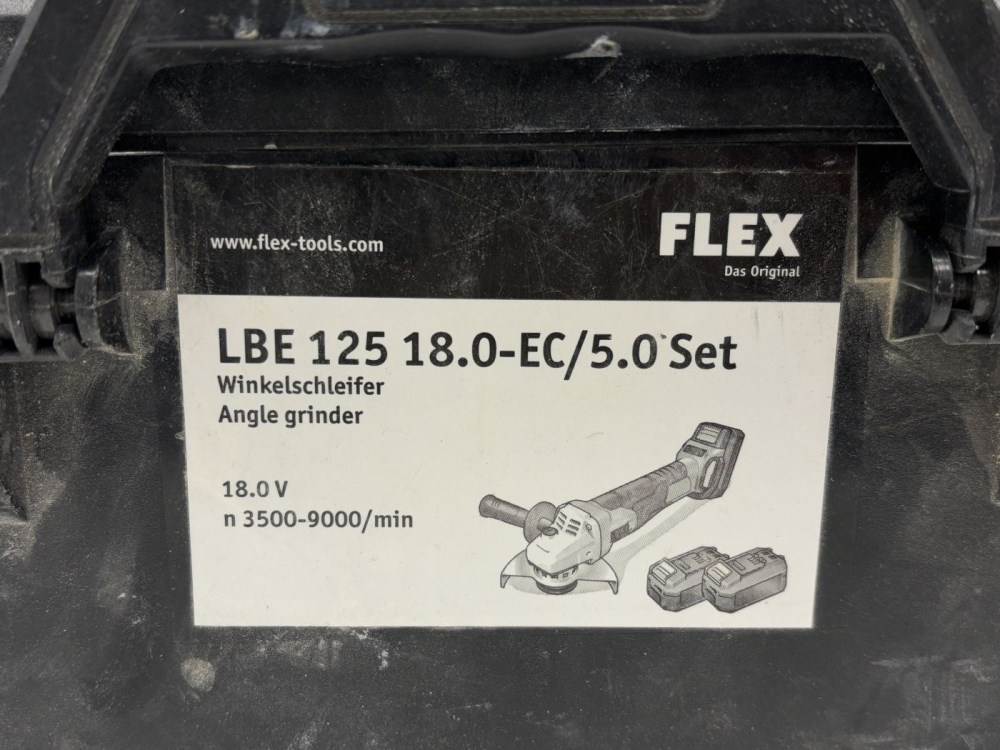 www.flex-tools.com
FLEX
Das Original
LBE 125 18.0-EC/5.0 Set
Winkelschleifer
Angle grinder
18.0 V
n 3500-9000/min